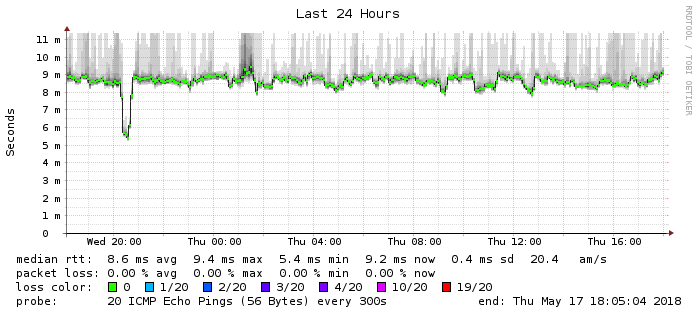 Last 24 Hours
RRDTOOL / TOBI OETIKER
Seconds
11 m
10 m
9 m
8 m
7 m
6 m
5 m
4 m
3 m
2 m
1 m
0
Wed 20:00 Thu 00:00 Thu 04:00 Thu 08:00 Thu 12:00 Thu 16:00
median rtt: 8.6 ms avg 9.4 ms max 5.4 ms min 9.2 ms now 0.4 ms sd 20.4 am/s
packet loss: 0.00 % avg 0.00 % max 0.00 % min 0.00 % now
loss color: 0 1/20 2/20 3/20 4/20 10/20 19/20
probe: 20 ICMP Echo Pings (56 Bytes) every 300s end: Thu May 17 18:05:04 2018